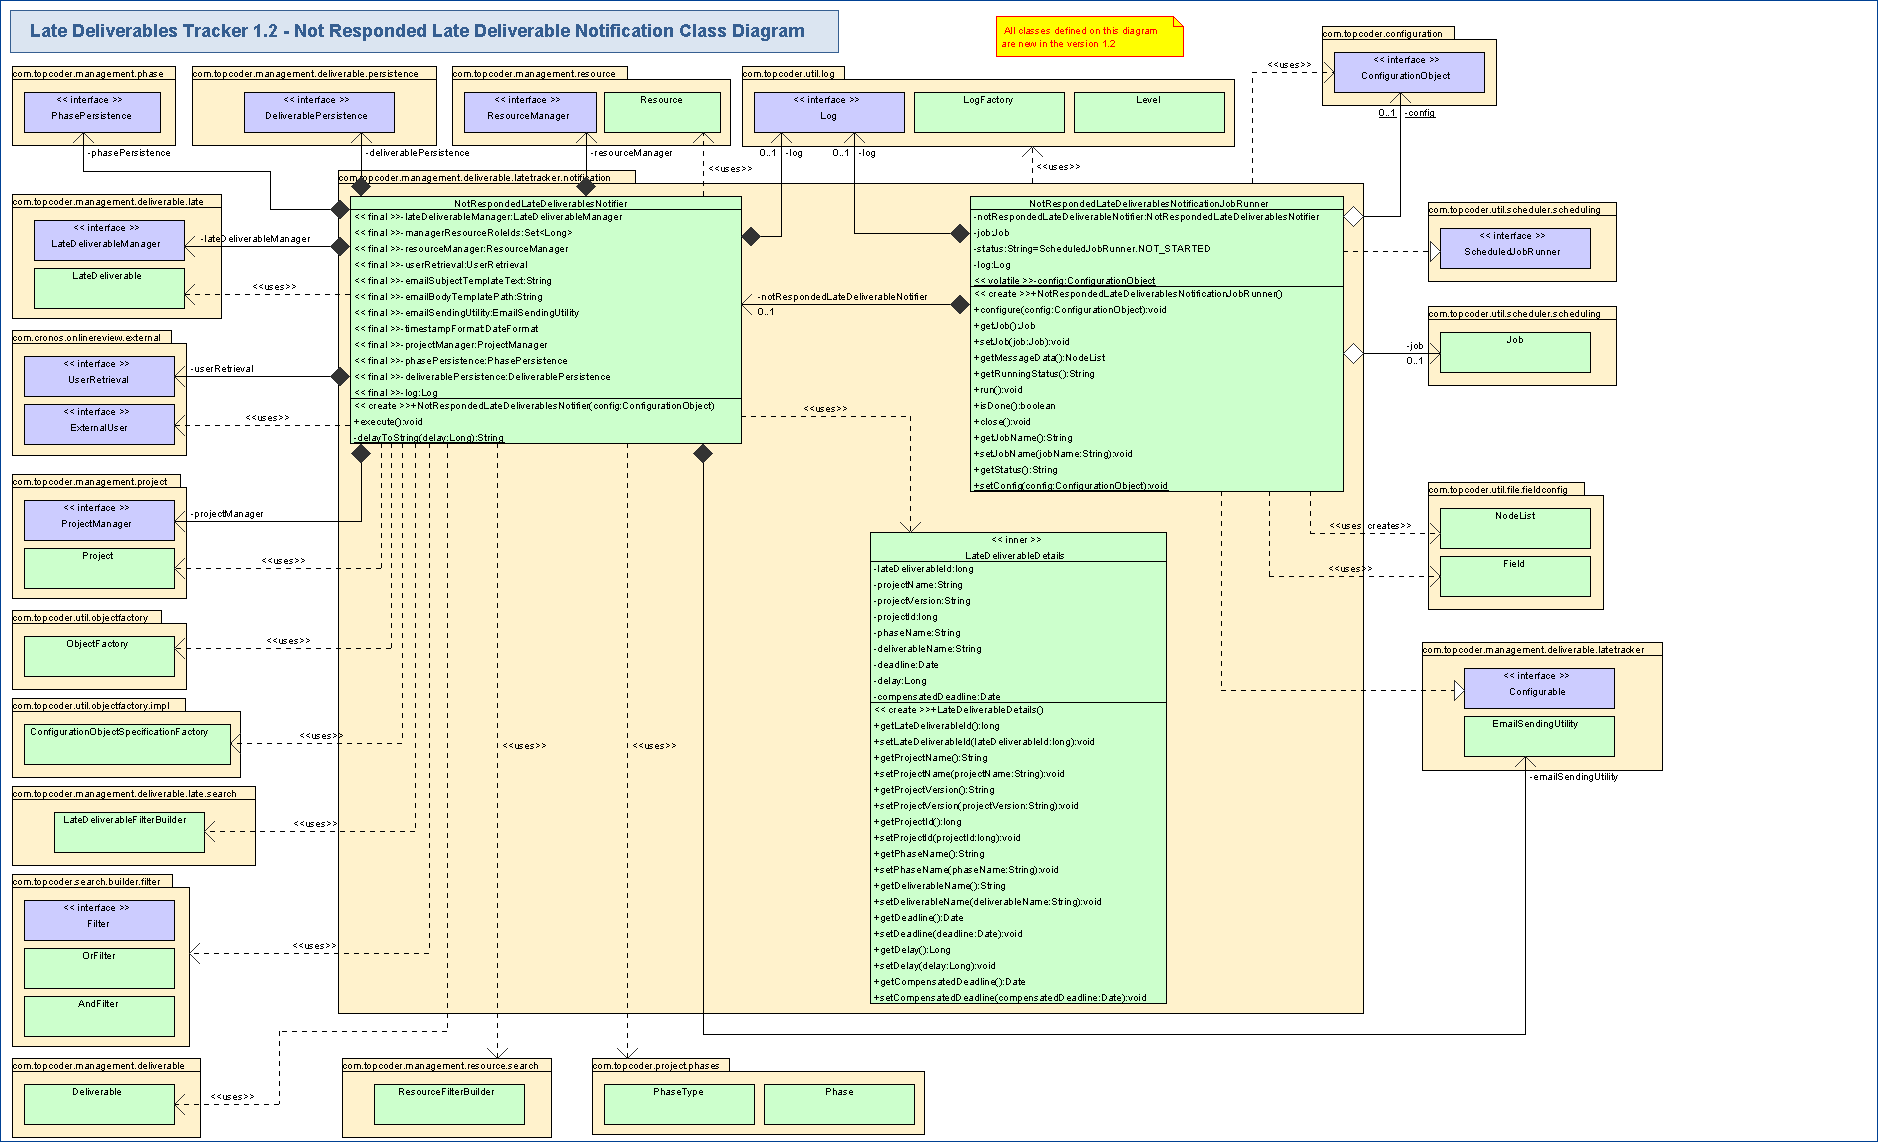 Late Deliverables Tracker 1.2 - Not Responded Late Deliverable Notification Class Diagram
All classes defined on this diagram
are new in the version 1.2
com.topcoder.configuration
<< interface >>
ConfigurationObject
<<uses>>
0..1
-config
com.topcoder.management.phase
<< interface >>
PhasePersistence
-phasePersistence
com.topcoder.management.deliverable.persistence
<< interface >>
DeliverablePersistence
-deliverablePersistence
com.topcoder.management.resource
<< interface >>
ResourceManager
Resource
-resourceManager
<<uses>>
com.topcoder.util.log
<< interface >>
Log
LogFactory
Level
0..1
-log
0..1
-log
<<uses>>
com.topcoder.management.deliverable.latetracker.notification
NotRespondedLateDeliverablesNotifier
<< final >>-lateDeliverableManager:LateDeliverableManager
<< final >>-managerResourceRoleIds:Set<Long>
<< final >>-resourceManager:ResourceManager
<< final >>-userRetrieval:UserRetrieval
<< final >>-emailSubjectTemplateText:String
<< final >>-emailBodyTemplatePath:String
<< final >>-emailSendingUtility:EmailSendingUtility
<< final >>-timestampFormat:DateFormat
<< final >>-projectManager:ProjectManager
<< final >>-phasePersistence:PhasePersistence
<< final >>-deliverablePersistence:DeliverablePersistence
<< final >>-log:Log
<< create >>+NotRespondedLateDeliverablesNotifier(config:ConfigurationObject)
+execute():void
-delayToString(delay:Long):String
-notRespondedLateDeliverableNotifier
0..1
NotRespondedLateDeliverablesNotificationJobRunner
-notRespondedLateDeliverableNotifier:NotRespondedLateDeliverablesNotifier
-job:Job
-status:String=ScheduledJobRunner.NOT_STARTED
-log:Log
<< volatile >>-config:ConfigurationObject
<< create >>+NotRespondedLateDeliverablesNotificationJobRunner()
+configure(config:ConfigurationObject):void
+getJob():Job
+setJob(job:Job):void
+getMessageData():NodeList
+getRunningStatus():String
+run():void
+isDone():boolean
+close():void
+getJobName():String
+setJobName(jobName:String):void
+getStatus():String
+setConfig(config:ConfigurationObject):void
com.topcoder.management.deliverable.late
<< interface >>
LateDeliverableManager
LateDeliverable
-lateDeliverableManager
<<uses>>
com.cronos.onlinereview.external
<< interface >>
UserRetrieval
<< interface >>
ExternalUser
-userRetrieval
<<uses>>
com.topcoder.management.project
<< interface >>
ProjectManager
Project
-projectManager
<<uses>>
com.topcoder.util.objectfactory
ObjectFactory
<<uses>>
com.topcoder.util.objectfactory.impl
ConfigurationObjectSpecificationFactory
<<uses>>
com.topcoder.management.deliverable.late.search
LateDeliverableFilterBuilder
<<uses>>
com.topcoder.search.builder.filter
<< interface >>
Filter
OrFilter
AndFilter
<<uses>>
com.topcoder.management.deliverable
Deliverable
<<uses>>
com.topcoder.management.resource.search
ResourceFilterBuilder
<<uses>>
com.topcoder.project.phases
PhaseType
Phase
<<uses>>
<<uses>>
<< inner >>
LateDeliverableDetails
-lateDeliverableId:long
-projectName:String
-projectVersion:String
-projectId:long
-phaseName:String
-deliverableName:String
-deadline:Date
-delay:Long
-compensatedDeadline:Date
<< create >>+LateDeliverableDetails()
+getLateDeliverableId():long
+setLateDeliverableId(lateDeliverableId:long):void
+getProjectName():String
+setProjectName(projectName:String):void
+getProjectVersion():String
+setProjectVersion(projectVersion:String):void
+getProjectId():long
+setProjectId(projectId:long):void
+getPhaseName():String
+setPhaseName(phaseName:String):void
+getDeliverableName():String
+setDeliverableName(deliverableName:String):void
+getDeadline():Date
+setDeadline(deadline:Date):void
+getDelay():Long
+setDelay(delay:Long):void
+getCompensatedDeadline():Date
+setCompensatedDeadline(compensatedDeadline:Date):void
com.topcoder.util.scheduler.scheduling
<< interface >>
ScheduledJobRunner
com.topcoder.util.scheduler.scheduling
Job
-job
0..1
com.topcoder.util.file.fieldconfig
NodeList
Field
<<uses, creates>>
<<uses>>
com.topcoder.management.deliverable.latetracker
<< interface >>
Configurable
EmailSendingUtility
-emailSendingUtility